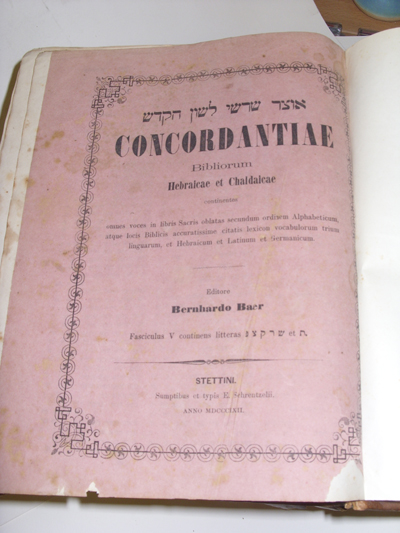 אוצר שרשי לשון הקדש
CONCORDANTIAE
Bibliorum
Hebraicae et Chaldaicae
continentes
omnes voces in libris Sacris oblatas secundum ordinem Alphabeticum,
atque locis Biblicis accuratissime citatis lexicon vocabulorum trium
linguarum, et Hebraicum et Latinum et Germanicum.
Editore
Bernhardo Baer
Fasciculus V continens litteras פ צ ק ר ש et ת.
STETTINI.
Sumptibus et typis E. Schrentzelii
ANNO